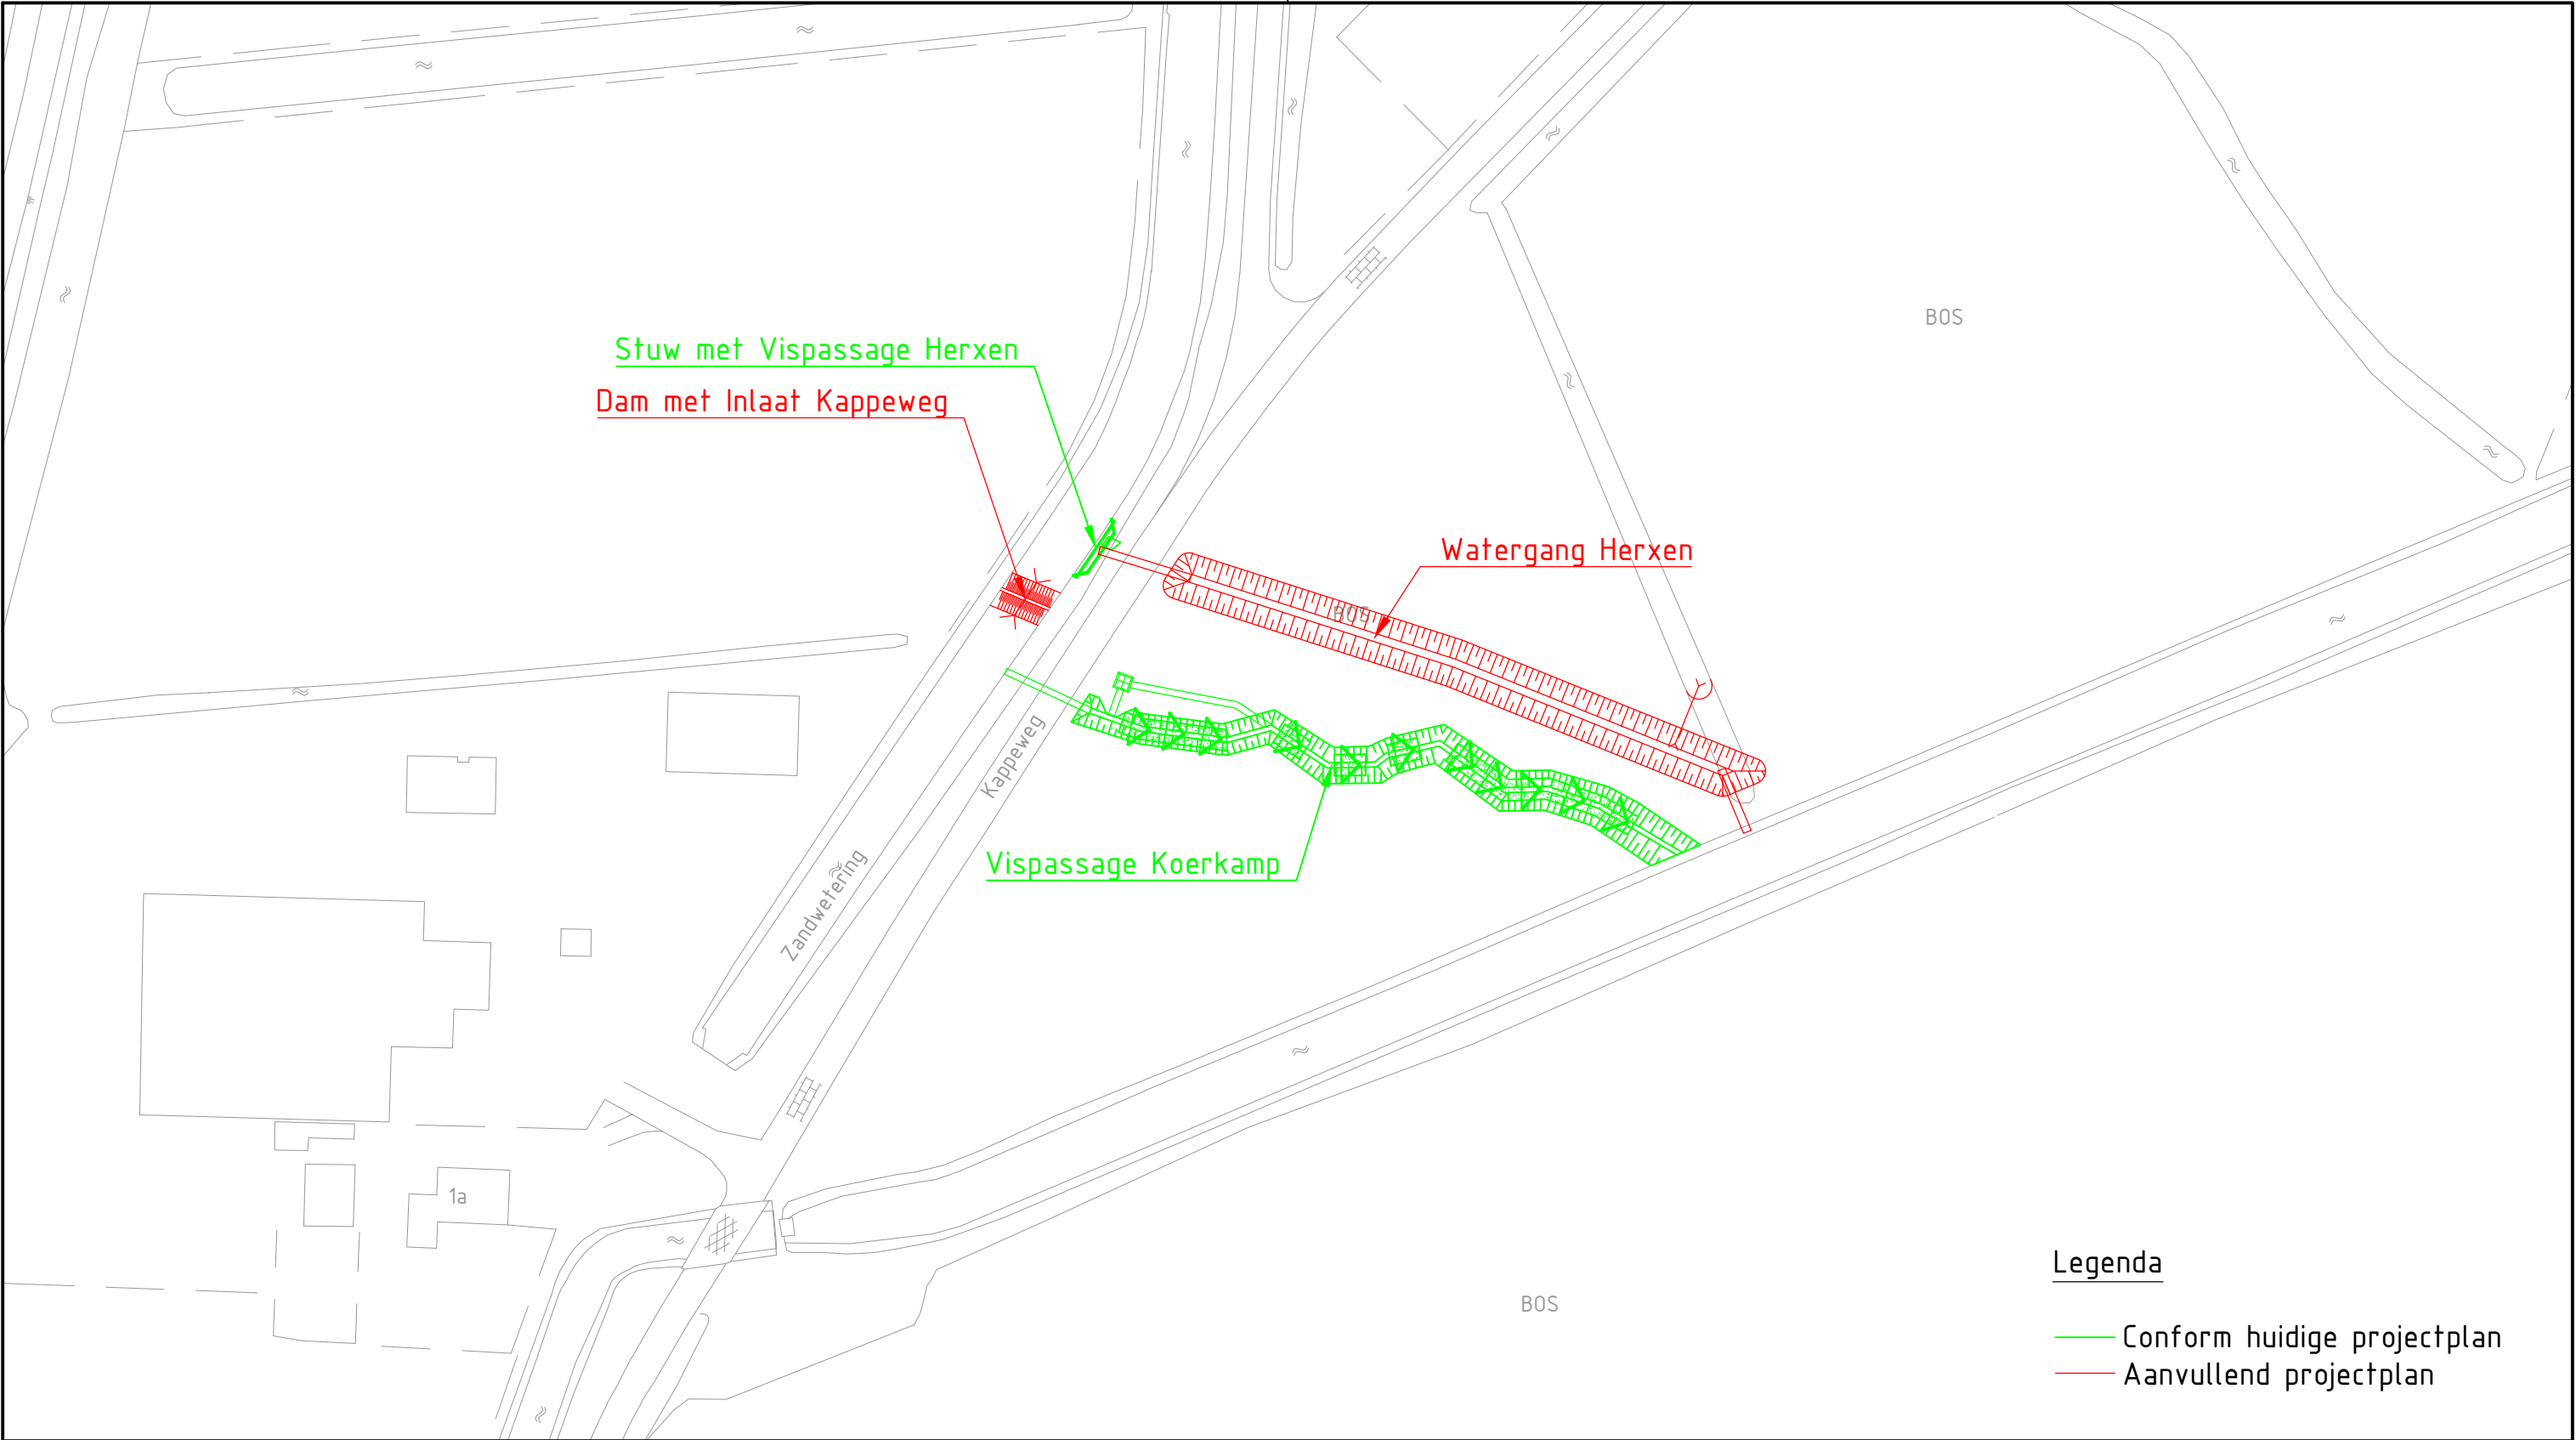 BOS
Stuw met Vispassage Herxen
Dam met Inlaat Kappeweg
Watergang Herxen
BOS
Kappeweg
Vispassage Koerkamp
Zandwetering
1a
BOS
Legenda
Conform huidige projectplan
Aanvullend projectplan